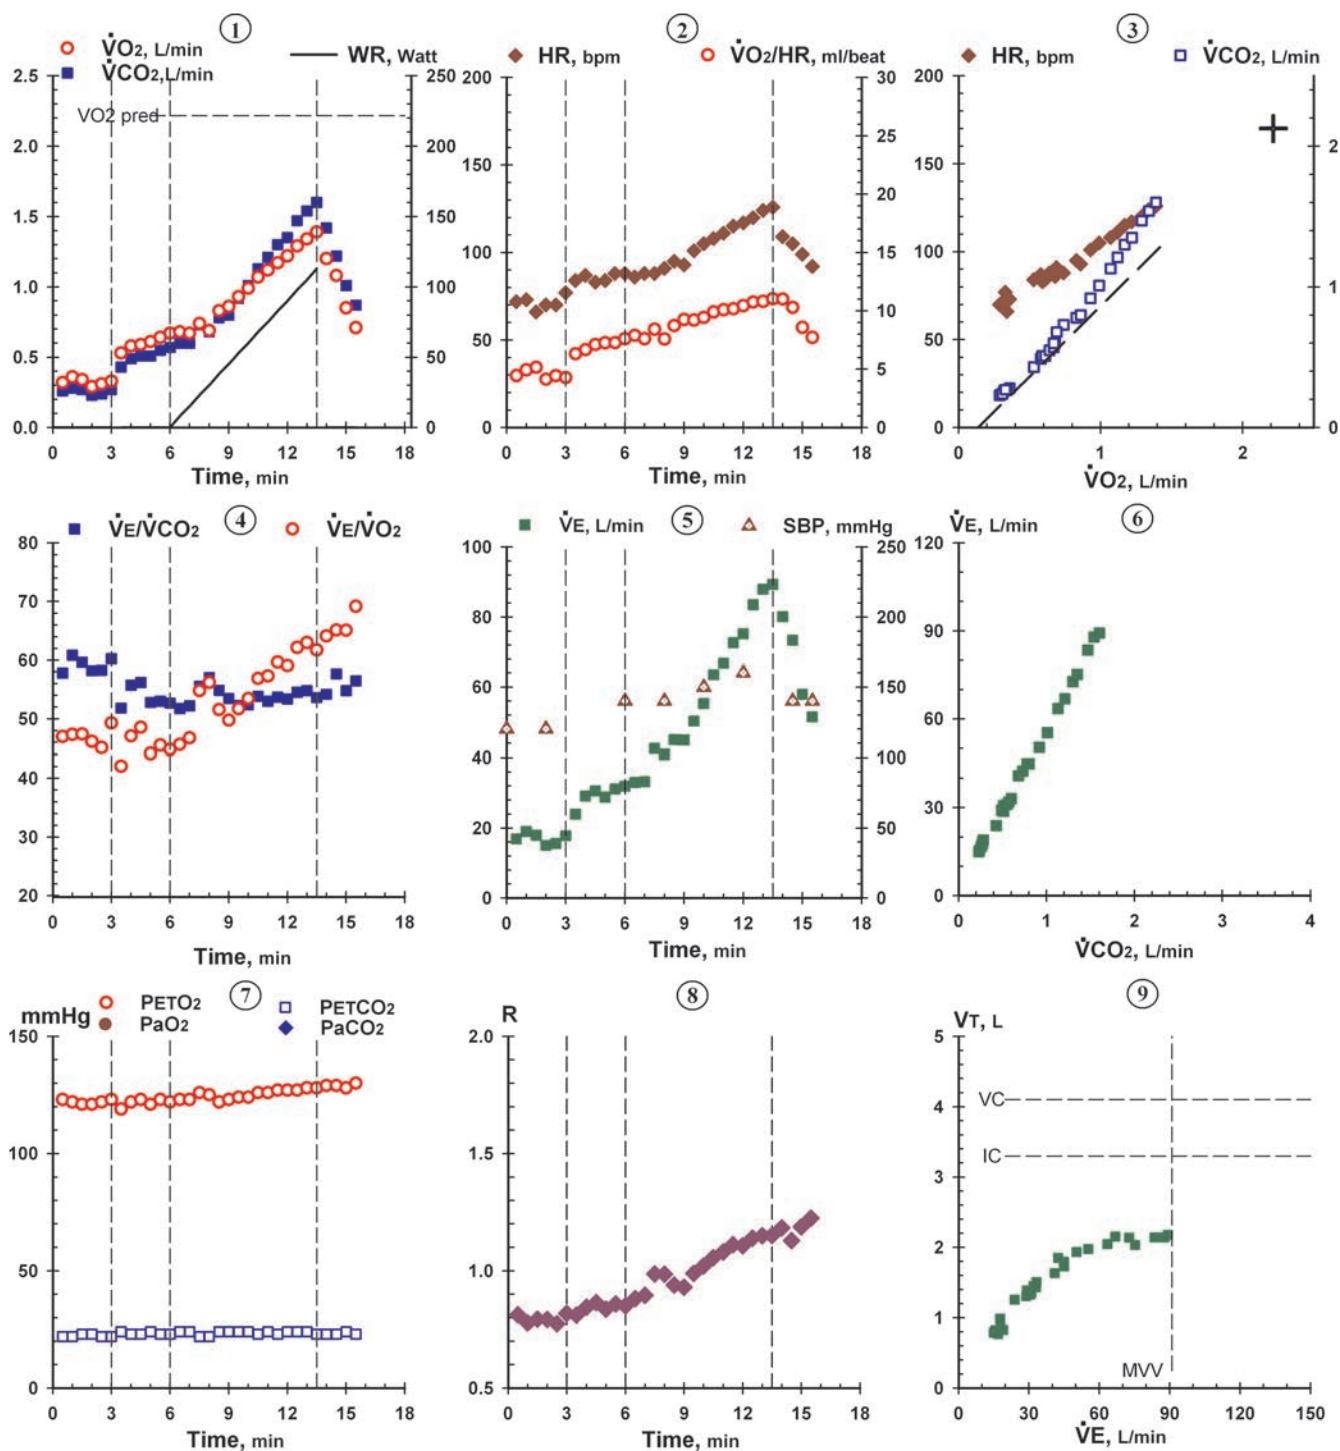 1
V̇O2, L/min
V̇CO2, L/min
WR, Watt
2.5
2.0
1.5
1.0
0.5
0.0
250
200
150
100
50
0
VO2 pred
0 3 6 9 12 15 18
Time, min
2
HR, bpm
V̇O2/HR, ml/beat
200
150
100
50
0
30
25
20
15
10
5
0
0 3 6 9 12 15 18
Time, min
3
HR, bpm
V̇CO2, L/min
200
150
100
50
0
2
1
0
0 1 2
V̇O2, L/min
4
V̇E/V̇CO2
V̇E/V̇O2
80
70
60
50
40
30
20
0 3 6 9 12 15 18
Time, min
5
V̇E, L/min
SBP, mmHg
100
80
60
40
20
0
250
200
150
100
50
0
0 3 6 9 12 15 18
Time, min
6
V̇E, L/min
120
90
60
30
0
0 1 2 3 4
V̇CO2, L/min
7
mmHg
PETO2
PaO2
PETCO2
PaCO2
150
100
50
0
0 3 6 9 12 15 18
Time, min
8
R
2.0
1.5
1.0
0.5
0 3 6 9 12 15 18
Time, min
9
VT, L
5
4
3
2
1
0
VC
IC
MVV
0 30 60 90 120 150
V̇E, L/min